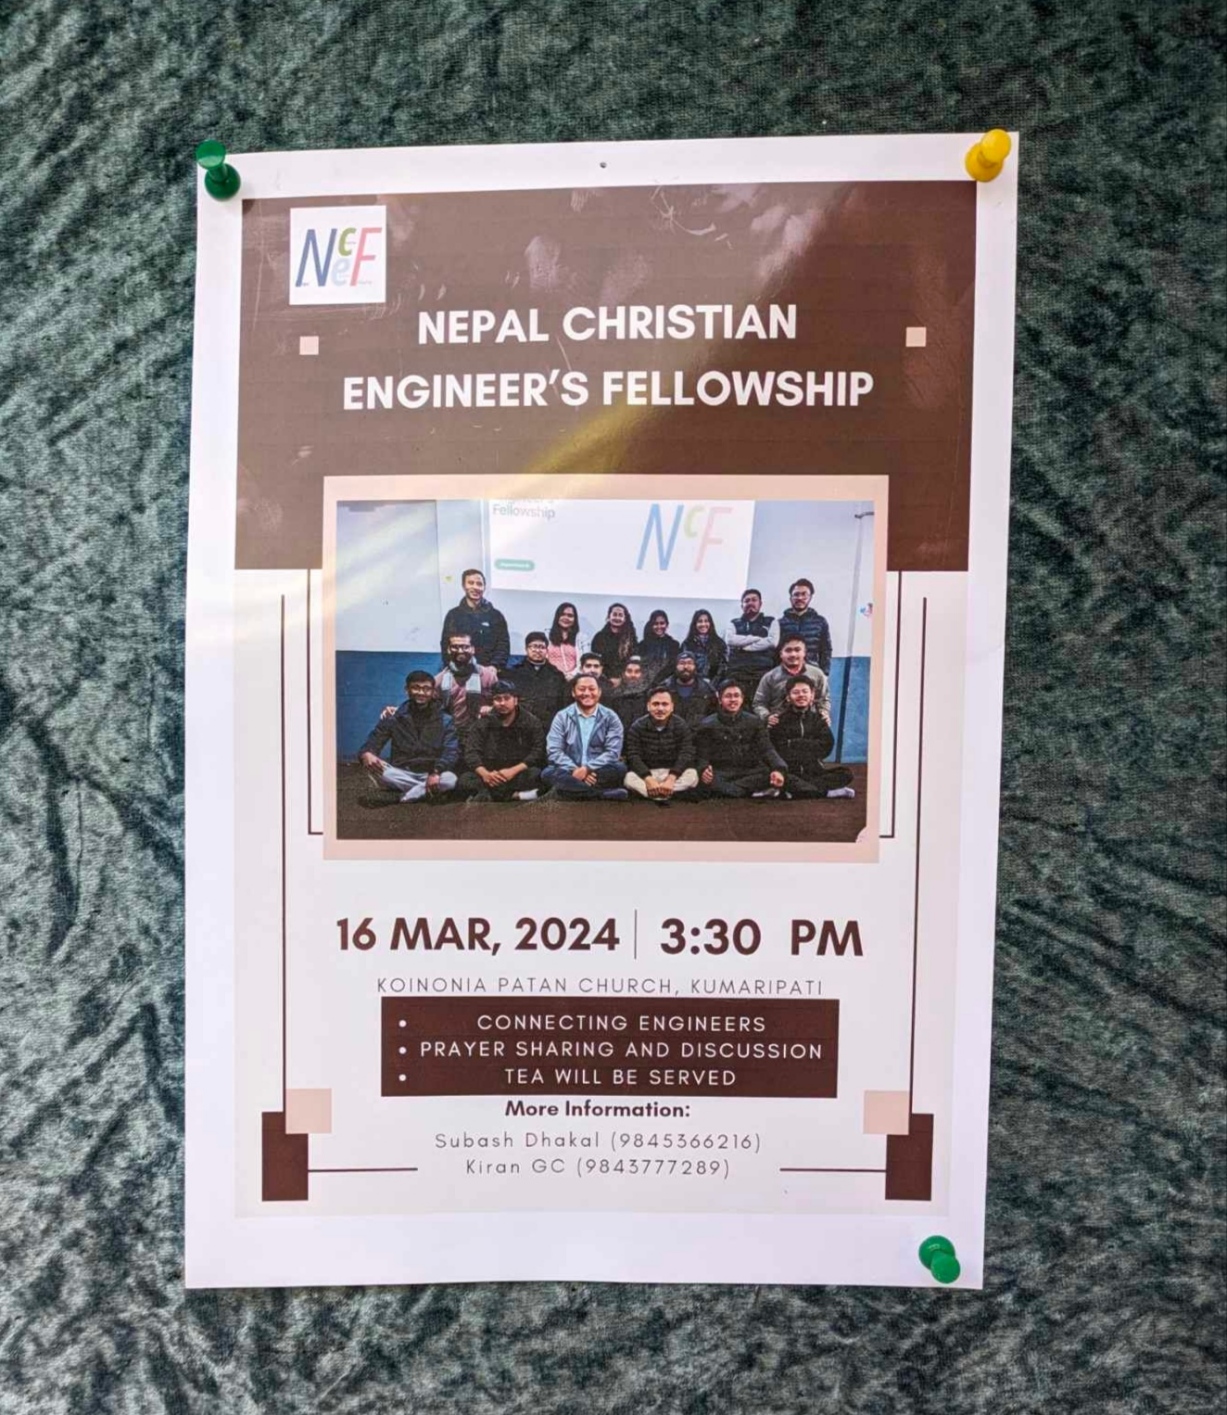 NCeF
NEPAL CHRISTIAN
ENGINEER'S FELLOWSHIP
Fellowship
NCF
16 MAR, 2024 | 3:30 PM
KOINONIA PATAN CHURCH, KUMARIPATI
• CONNECTING ENGINEERS
• PRAYER SHARING AND DISCUSSION
• TEA WILL BE SERVED
More Information:
Subash Dhakal (9845366216)
Kiran GC (9843777289)